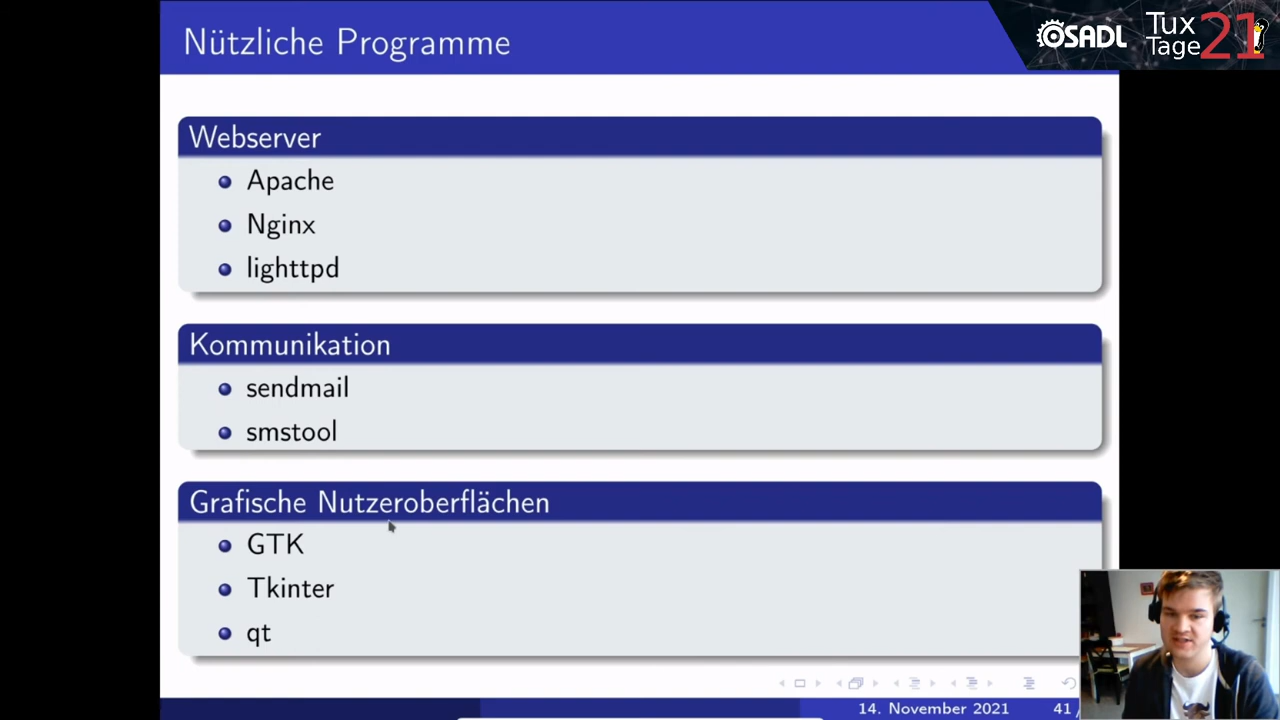 Nützliche Programme
OSADL
Tux
Tage
21
Webserver
Apache
Nginx
lighttpd
Kommunikation
sendmail
smstool
Grafische Nutzeroberflächen
GTK
Tkinter
qt
14. November 2021
41 /